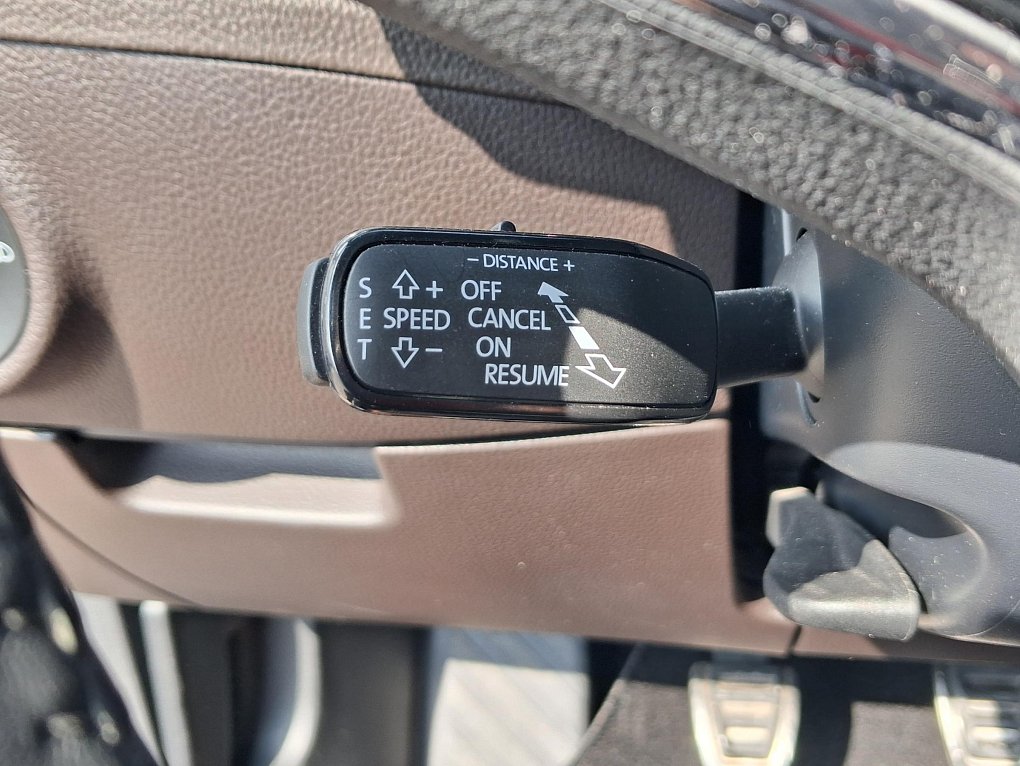 – DISTANCE +
S + OFF
E SPEED CANCEL
T – ON
RESUME